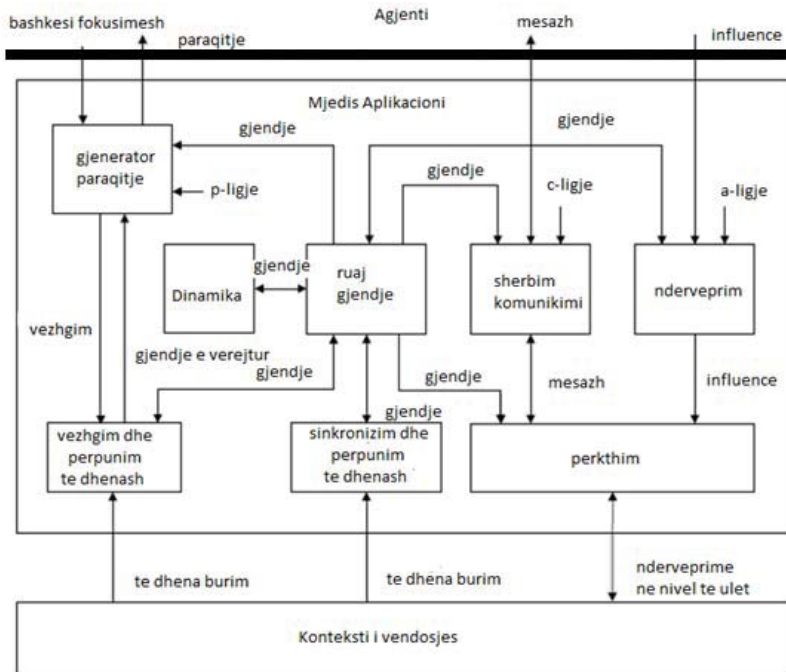 Agjenti
bashkesi fokusimesh
paraqitje
mesazh
influence
Mjedis Aplikacioni
gjendje
gjendje
gjenerator
paraqitje
p-ligje
gjendje
c-ligje
a-ligje
Dinamika
gjendje
ruaj
gjendje
sherbim
komunikimi
nderveprim
vezhgim
gjendje e verejtur
gjendje
gjendje
mesazh
influence
gjendje
vezhgim dhe
perpunim
te dhenash
sinkronizim dhe
perpunim
te dhenash
perkthim
te dhena burim
te dhena burim
nderveprime
ne nivel te ulet
Konteksti i vendosjes